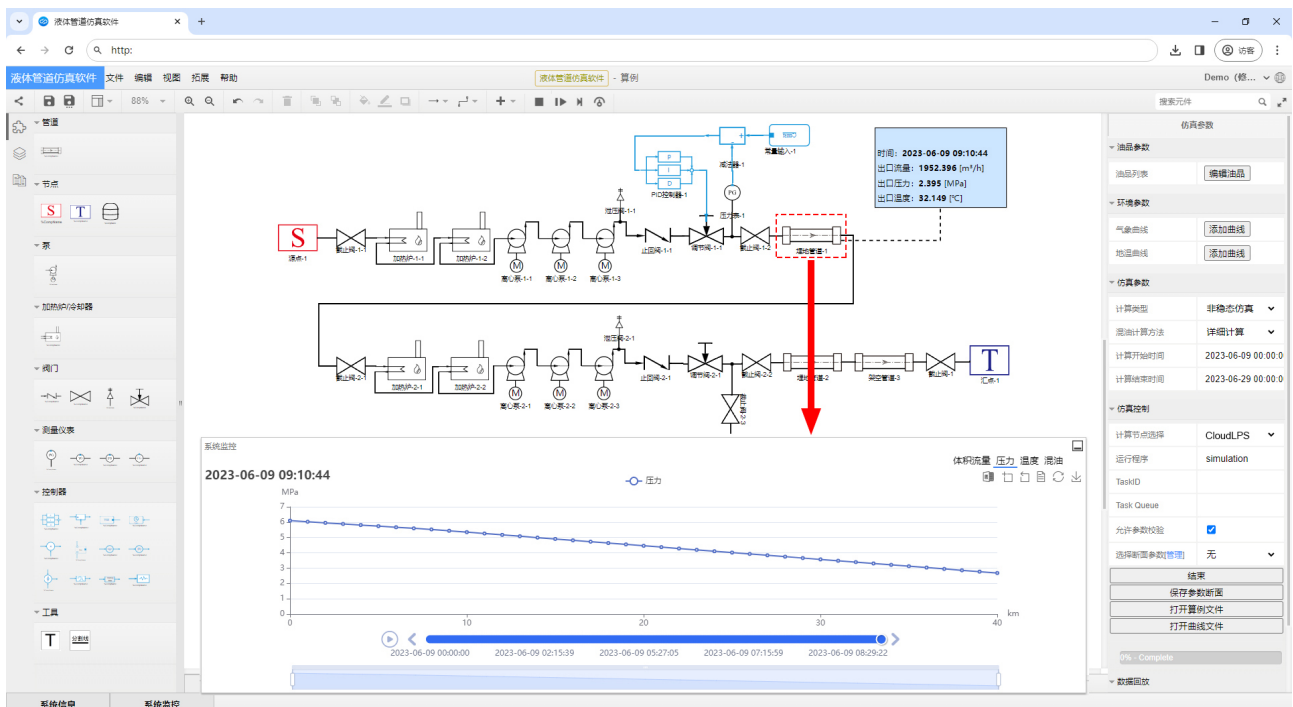 液体管道仿真软件
http:
访客
液体管道仿真软件 文件 编辑 视图 拓展 帮助
液体管道仿真软件 - 算例
Demo (修...
88%
搜索元件
管道
节点
S
T
泵
加热炉/冷却器
阀门
测量仪表
控制器
工具
T
分割线
常量输入-1
减法器-1
P
I
D
PID控制器-1
PG
压力表-1
时间: 2023-06-09 09:10:44
出口流量: 1952.396 [m³/h]
出口压力: 2.395 [MPa]
出口温度: 32.149 [℃]
泄压阀-1-1
S
源点-1
截止阀-1-1
加热炉-1-1
加热炉-1-2
M
M
M
离心泵-1-1
离心泵-1-2
离心泵-1-3
止回阀-1-1
调节阀-1-1
截止阀-1-2
埋地管道-1
泄压阀-2-1
截止阀-2-1
加热炉-2-1
加热炉-2-2
M
M
M
离心泵-2-1
离心泵-2-2
离心泵-2-3
止回阀-2-1
调节阀-2-1
截止阀-2-2
截止阀-2-3
埋地管道-2
架空管道-3
截止阀-1
T
汇点-1
系统监控
2023-06-09 09:10:44
压力
体积流量 压力 温度 混油
MPa
7
6
5
4
3
2
1
0
0
10
20
30
40
km
2023-06-09 00:00:00
2023-06-09 02:15:39
2023-06-09 05:27:05
2023-06-09 07:15:59
2023-06-09 08:29:22
仿真参数
油品参数
油品列表 编辑油品
环境参数
气象曲线 添加曲线
地温曲线 添加曲线
仿真参数
计算类型 非稳态仿真
混油计算方法 详细计算
计算开始时间 2023-06-09 00:00:0
计算结束时间 2023-06-29 00:00:0
仿真控制
计算节点选择 CloudLPS
运行程序 simulation
TaskID
Task Queue
允许参数校验
选择断面参数[管理] 无
结束
保存参数断面
打开算例文件
打开曲线文件
0% - Complete
数据回放
系统信息
系统监控